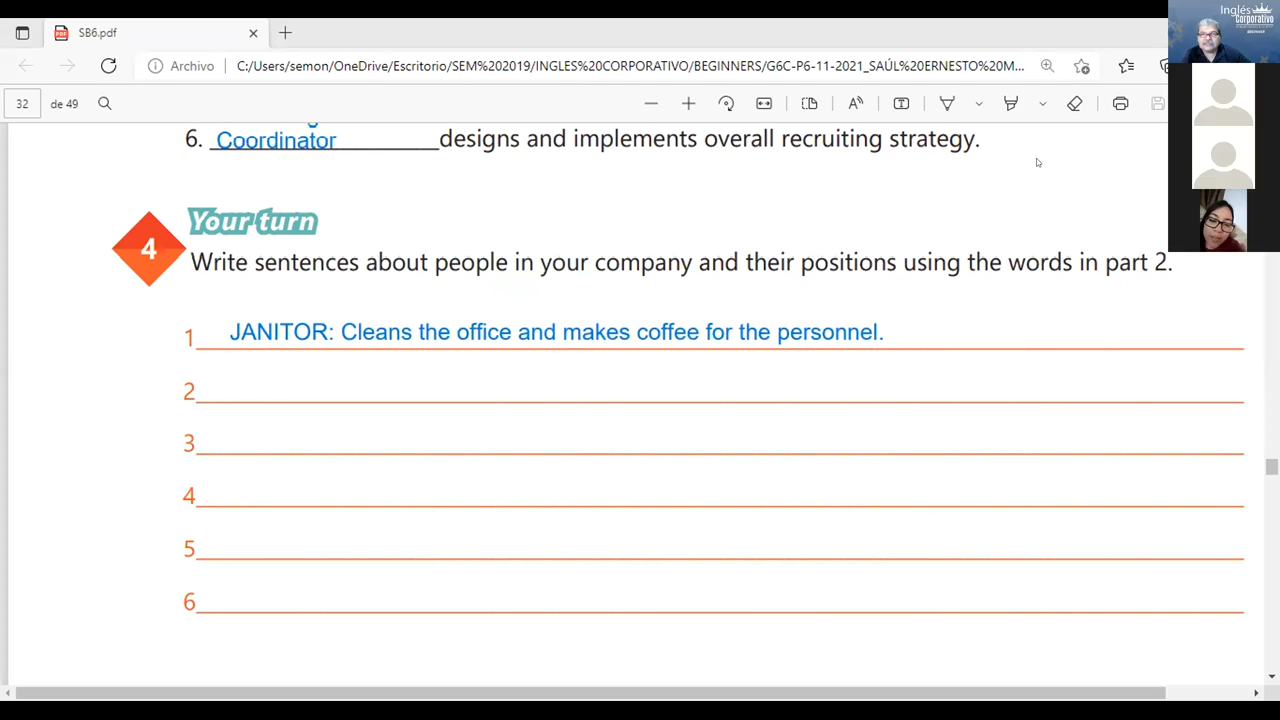 SB6.pdf
Archivo
C:/Users/semon/OneDrive/Escritorio/SEM%202019/INGLES%20CORPORATIVO/BEGINNERS/G6C-P6-11-2021_SAÚL%20ERNESTO%20M...
32 de 49
Inglés
Corporativo
BEGINNER
6. Coordinator designs and implements overall recruiting strategy.
Your turn
4
Write sentences about people in your company and their positions using the words in part 2.
1 JANITOR: Cleans the office and makes coffee for the personnel.
2
3
4
5
6